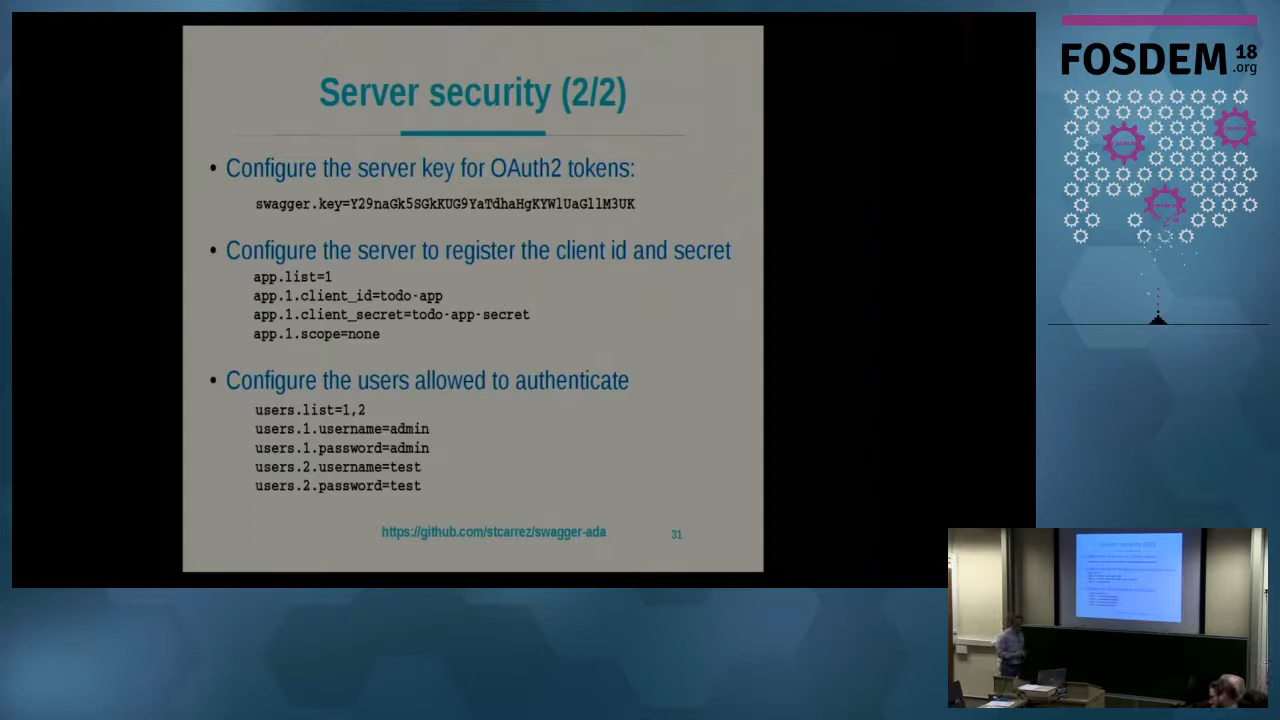 Server security (2/2)
• Configure the server key for OAuth2 tokens:
swagger.key=Y29naGk5SGkKUG9YaTdhaHgKYWlUaGllM3UK
• Configure the server to register the client id and secret
app.list=1
app.1.client_id=todo-app
app.1.client_secret=todo-app-secret
app.1.scope=none
• Configure the users allowed to authenticate
users.list=1,2
users.1.username=admin
users.1.password=admin
users.2.username=test
users.2.password=test
https://github.com/stcarrez/swagger-ada
31
FOSDEM 18
.org